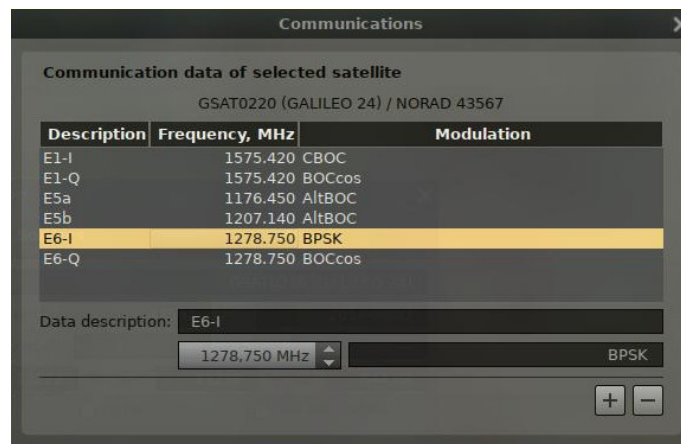 Communications X
Communication data of selected satellite
GSAT0220 (GALILEO 24) / NORAD 43567
Description Frequency, MHz Modulation
E1-I 1575.420 CBOC
E1-Q 1575.420 BOCcos
E5a 1176.450 AltBOC
E5b 1207.140 AltBOC
E6-I 1278.750 BPSK
E6-Q 1278.750 BOCcos
Data description: E6-I
1278,750 MHz BPSK
+ −